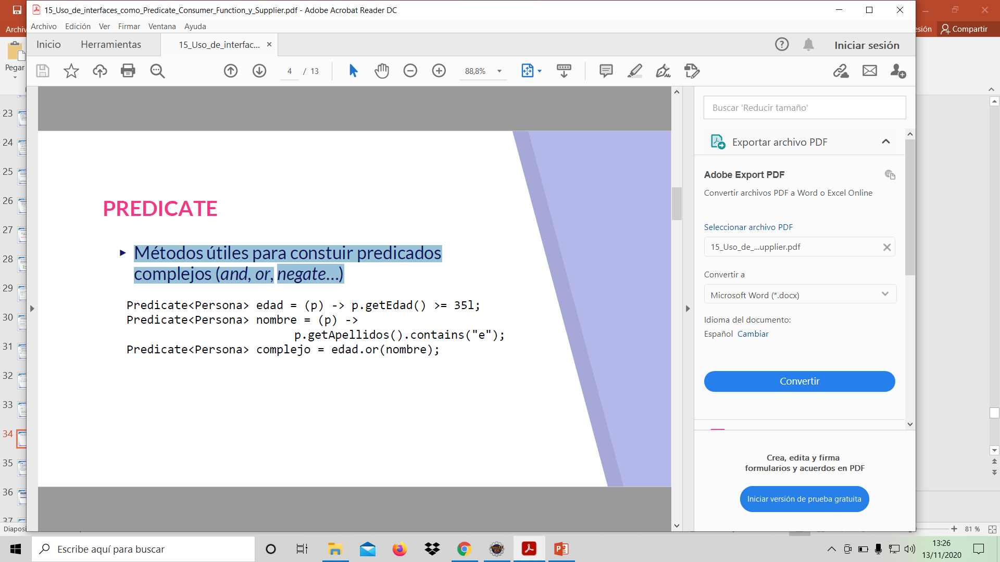 15_Uso_de_interfaces_como_Predicate_Consumer_Function_y_Supplier.pdf - Adobe Acrobat Reader DC
Archivo Edición Ver Firmar Ventana Ayuda
Archiv
esión
Compartir
Inicio Herramientas 15_Uso_de_interfac...
Iniciar sesión
Pegar
4 / 13
88,8%
23
24
25
26
27
28
29
30
31
32
33
34
35
36
37
Diaposi
PREDICATE
Métodos útiles para constuir predicados
complejos (and, or, negate...)
Predicate<Persona> edad = (p) -> p.getEdad() >= 35l;
Predicate<Persona> nombre = (p) ->
p.getApellidos().contains("e");
Predicate<Persona> complejo = edad.or(nombre);
Buscar 'Reducir tamaño'
Exportar archivo PDF
Adobe Export PDF
Convertir archivos PDF a Word o Excel Online
Seleccionar archivo PDF
15_Uso_de_...upplier.pdf
Convertir a
Microsoft Word (*.docx)
Idioma del documento:
Español Cambiar
Convertir
Crea, edita y firma
formularios y acuerdos en PDF
Iniciar versión de prueba gratuita
81 %
Escribe aquí para buscar
13:26
13/11/2020